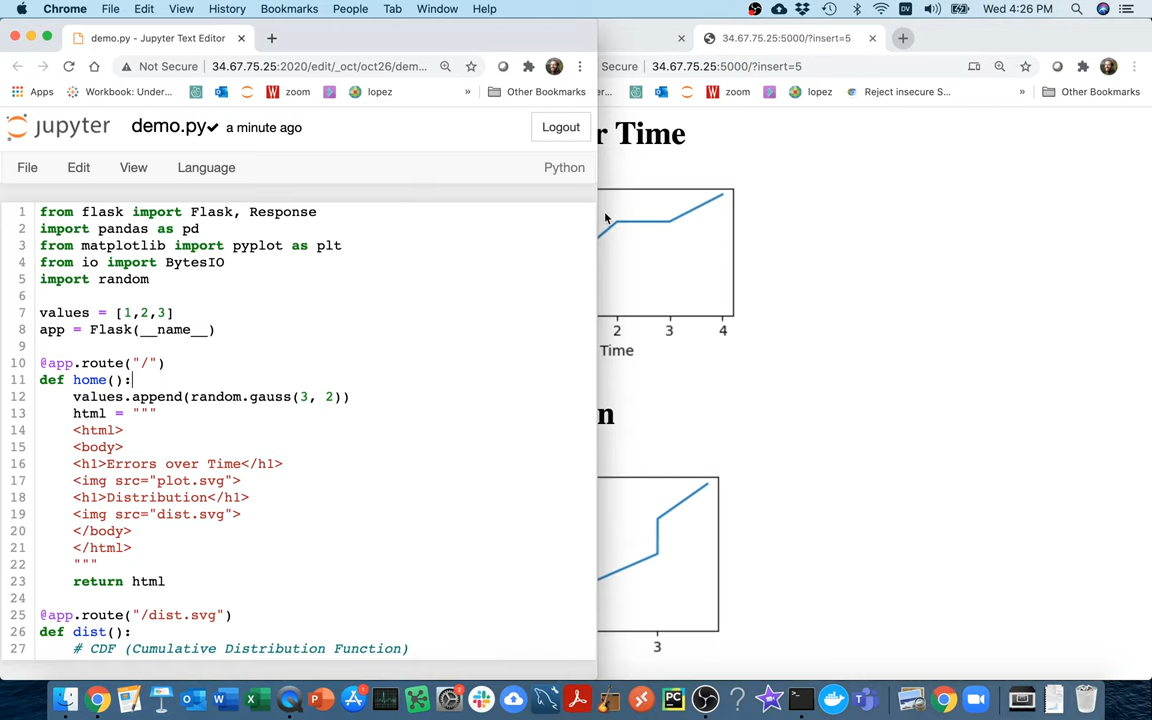 Chrome File Edit View History Bookmarks People Tab Window Help
Wed 4:26 PM
demo.py - Jupyter Text Editor
34.67.75.25:5000/?insert=5
Not Secure 34.67.75.25:2020/edit/_oct/oct26/dem...
Secure 34.67.75.25:5000/?insert=5
Apps Workbook: Under... zoom lopez » Other Bookmarks
zoom lopez Reject insecure S... » Other Bookmarks
jupyter demo.py a minute ago Logout
File Edit View Language Python
1 from flask import Flask, Response
2 import pandas as pd
3 from matplotlib import pyplot as plt
4 from io import BytesIO
5 import random
6
7 values = [1,2,3]
8 app = Flask(__name__)
9
10 @app.route("/")
11 def home():
12 values.append(random.gauss(3, 2))
13 html = """
14 <html>
15 <body>
16 <h1>Errors over Time</h1>
17 <img src="plot.svg">
18 <h1>Distribution</h1>
19 <img src="dist.svg">
20 </body>
21 </html>
22 """
23 return html
24
25 @app.route("/dist.svg")
26 def dist():
27 # CDF (Cumulative Distribution Function)
r Time
2 3 4
Time
n
3